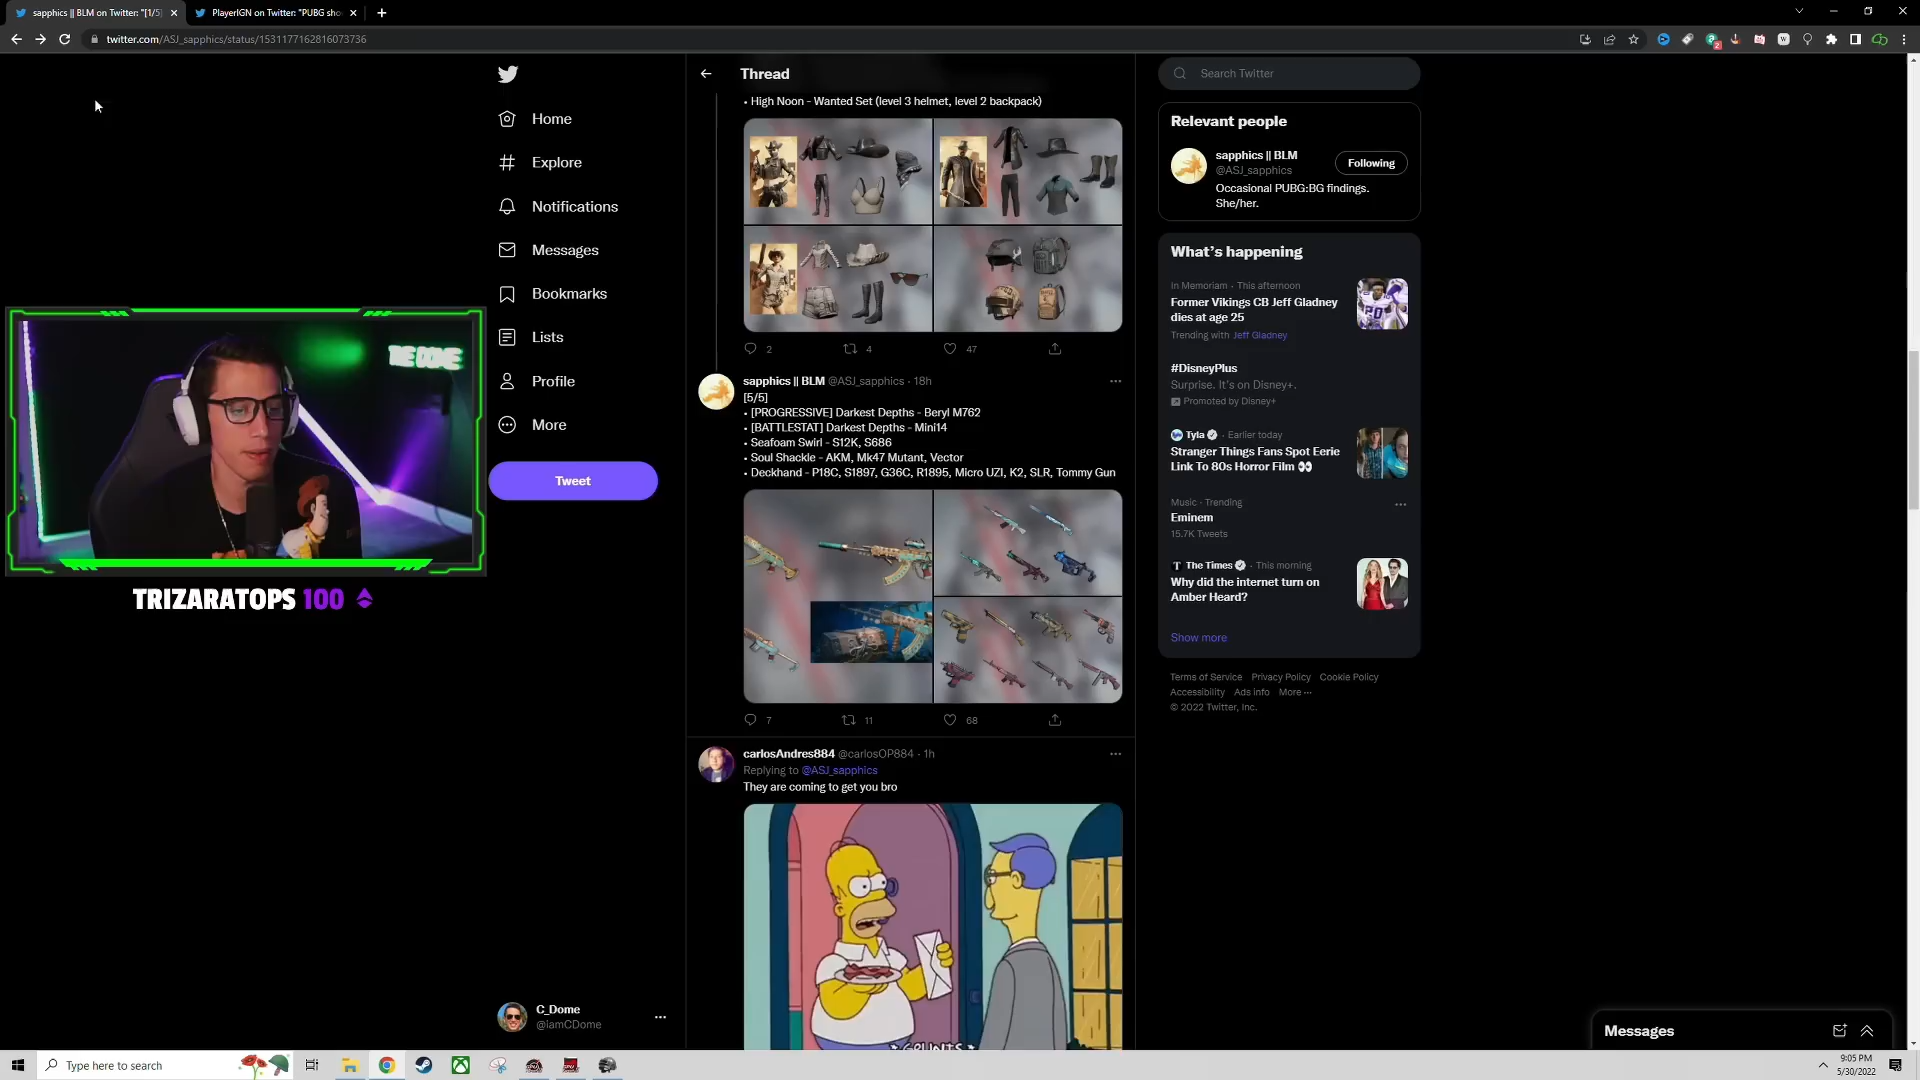 sapphics || BLM on Twitter: "[1/5]
PlayerIGN on Twitter: "PUBG sho
twitter.com/ASJ_sapphics/status/1531177162816073736
2
Home
Explore
Notifications
Messages
Bookmarks
Lists
Profile
More
Tweet
THE DOME
TRIZARATOPS 100
C_Dome
@iamCDome
Thread
• High Noon - Wanted Set (level 3 helmet, level 2 backpack)
2
4
47
sapphics || BLM @ASJ_sapphics · 18h
[5/5]
• [PROGRESSIVE] Darkest Depths - Beryl M762
• [BATTLESTAT] Darkest Depths - Mini14
• Seafoam Swirl - S12K, S686
• Soul Shackle - AKM, Mk47 Mutant, Vector
• Deckhand - P18C, S1897, G36C, R1895, Micro UZI, K2, SLR, Tommy Gun
7
11
68
carlosAndres884 @carlosOP884 · 1h
Replying to @ASJ_sapphics
They are coming to get you bro
*GRUNTS*
Search Twitter
Relevant people
sapphics || BLM
@ASJ_sapphics
Following
Occasional PUBG:BG findings.
She/her.
What's happening
In Memoriam · This afternoon
Former Vikings CB Jeff Gladney
dies at age 25
Trending with Jeff Gladney
#DisneyPlus
Surprise. It's on Disney+.
Promoted by Disney+
Tyla · Earlier today
Stranger Things Fans Spot Eerie
Link To 80s Horror Film 👀
Music · Trending
Eminem
15.7K Tweets
The Times · This morning
Why did the internet turn on
Amber Heard?
Show more
Terms of Service Privacy Policy Cookie Policy
Accessibility Ads info More ···
© 2022 Twitter, Inc.
Messages
Type here to search
9:05 PM
5/30/2022